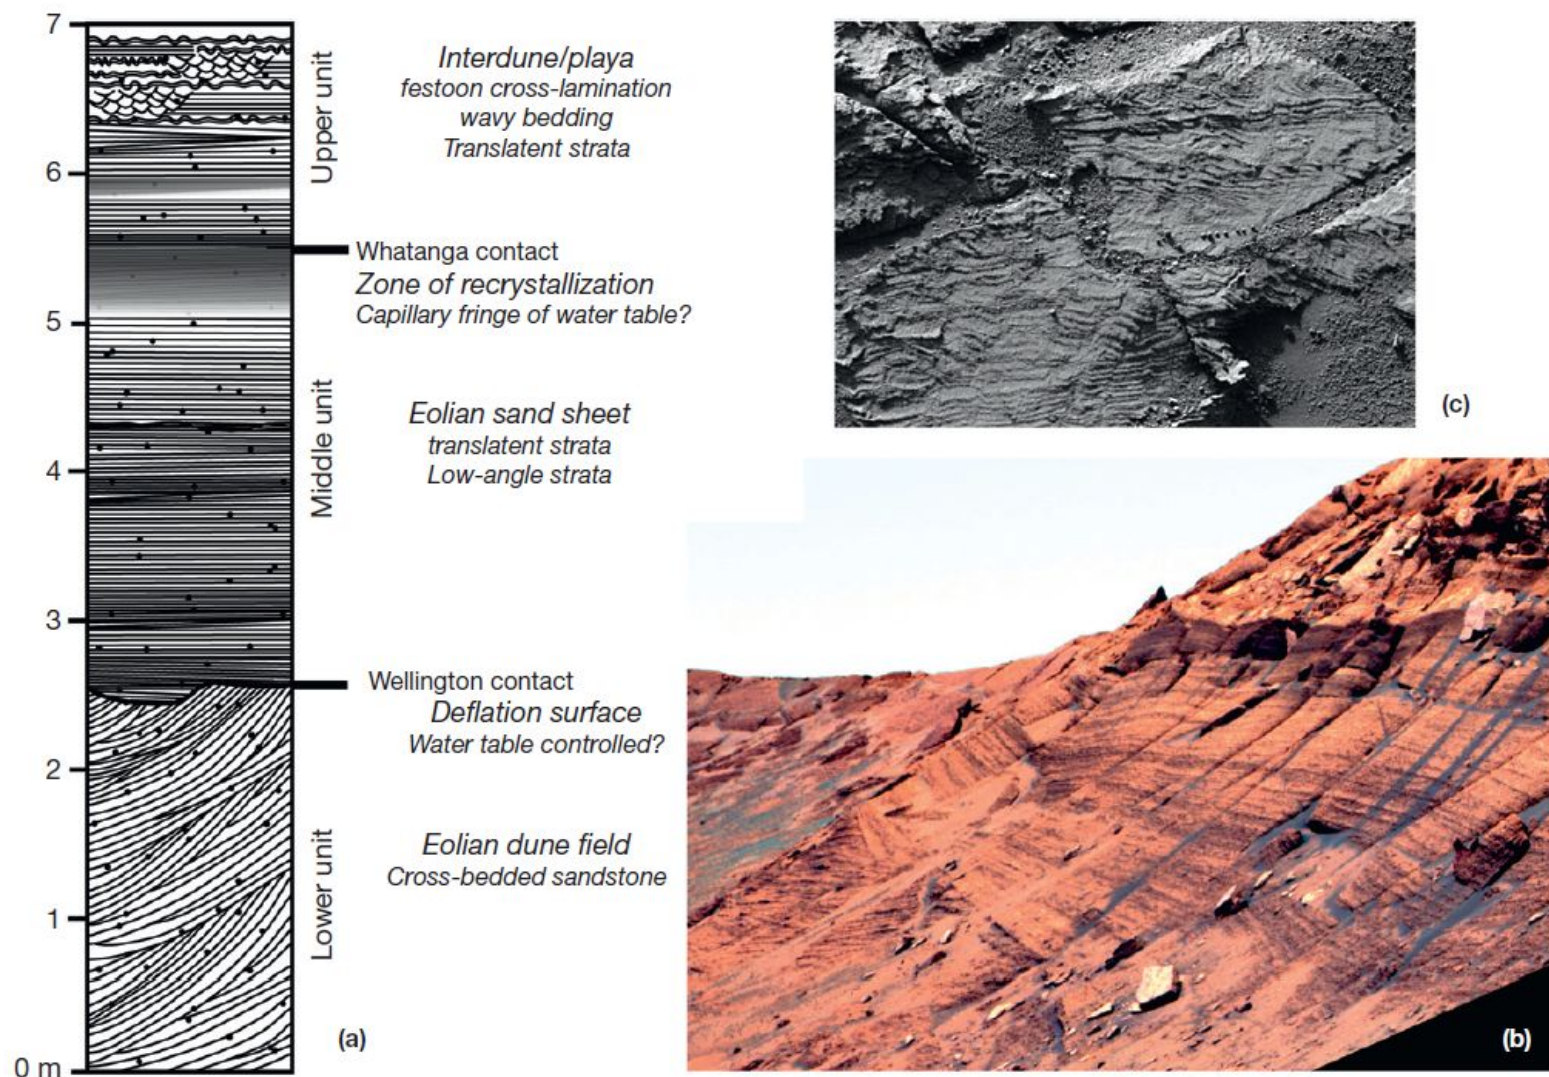 7
6
5
4
3
2
1
0 m
Upper unit
Middle unit
Lower unit
Interdune/playa
festoon cross-lamination
wavy bedding
Translatent strata
Whatanga contact
Zone of recrystallization
Capillary fringe of water table?
Eolian sand sheet
translatent strata
Low-angle strata
Wellington contact
Deflation surface
Water table controlled?
Eolian dune field
Cross-bedded sandstone
(a)
(c)
(b)